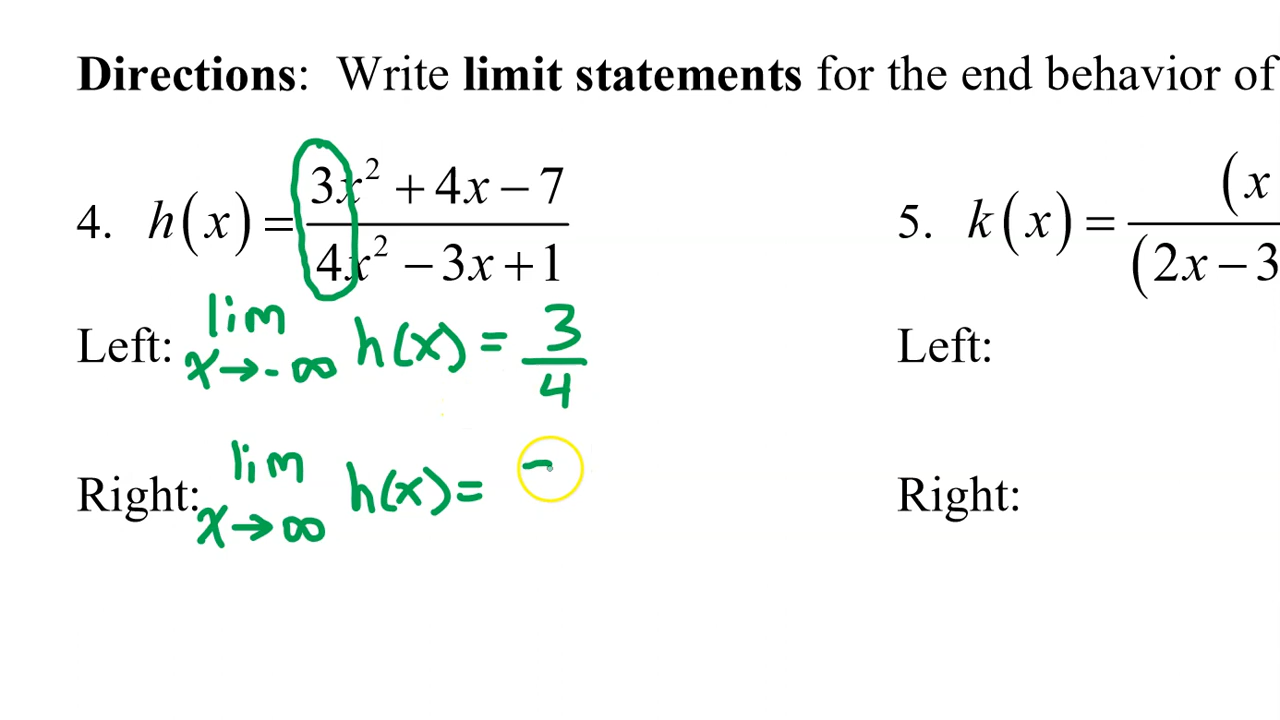 Directions: Write limit statements for the end behavior of
4. h(x) = (3x² + 4x − 7)/(4x² − 3x + 1)
5. k(x) = (x / (2x − 3
Left: lim x→-∞ h(x) = 3/4
Left:
Right: lim x→∞ h(x) =
Right: